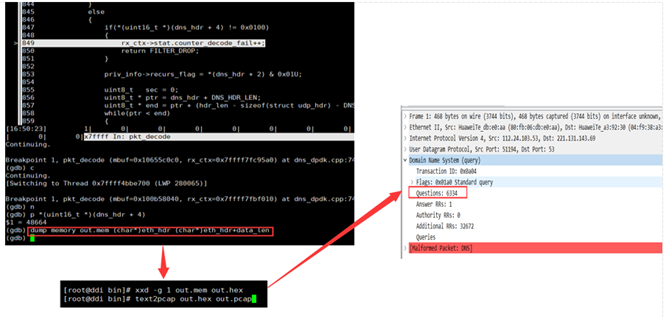 844 }
845 else
846 {
847 if(*(uint16_t *)(dns_hdr + 4) != 0x0100)
848 {
849 rx_ctx->stat.counter_decode_fail++;
850 return FILTER_DROP;
851 }
852
853 priv_info->recurs_flag = *(dns_hdr + 2) & 0x01U;
854
855 uint8_t sec = 0;
856 uint8_t * ptr = dns_hdr + DNS_HDR_LEN;
857 uint8_t * end = ptr + (hdr_len - sizeof(struct udp_hdr) - DNS
858 while(ptr < end)
859 {
[16:50:23] 1| 0| 0| 0| 0| 0| 0|
0| 0|x7ffff In: pkt_decode
Continuing.
Breakpoint 1, pkt_decode (mbuf=0x10655c0c0, rx_ctx=0x7ffff7fc95a0) at dns_dpdk.cpp:74
(gdb) c
Continuing.
[Switching to Thread 0x7ffff4bbe700 (LWP 280065)]
Breakpoint 1, pkt_decode (mbuf=0x100b58040, rx_ctx=0x7ffff7fbf010) at dns_dpdk.cpp:74
(gdb) n
(gdb) p *(uint16_t *)(dns_hdr + 4)
$1 = 48664
(gdb) dump memory out.mem (char*)eth_hdr (char*)eth_hdr+data_len
(gdb)
[root@ddi bin]# xxd -g 1 out.mem out.hex
[root@ddi bin]# text2pcap out.hex out.pcap
Frame 1: 468 bytes on wire (3744 bits), 468 bytes captured (3744 bits) on interface unknown,
Ethernet II, Src: HuaweiTe_db:e0:aa (80:fb:06:db:e0:aa), Dst: HuaweiTe_a3:92:30 (04:f9:38:a3
Internet Protocol Version 4, Src: 112.24.103.53, Dst: 221.131.143.69
User Datagram Protocol, Src Port: 51194, Dst Port: 53
Domain Name System (query)
Transaction ID: 0x0a04
Flags: 0x01a0 Standard query
Questions: 6334
Answer RRs: 1
Authority RRs: 0
Additional RRs: 32672
Queries
[Malformed Packet: DNS]